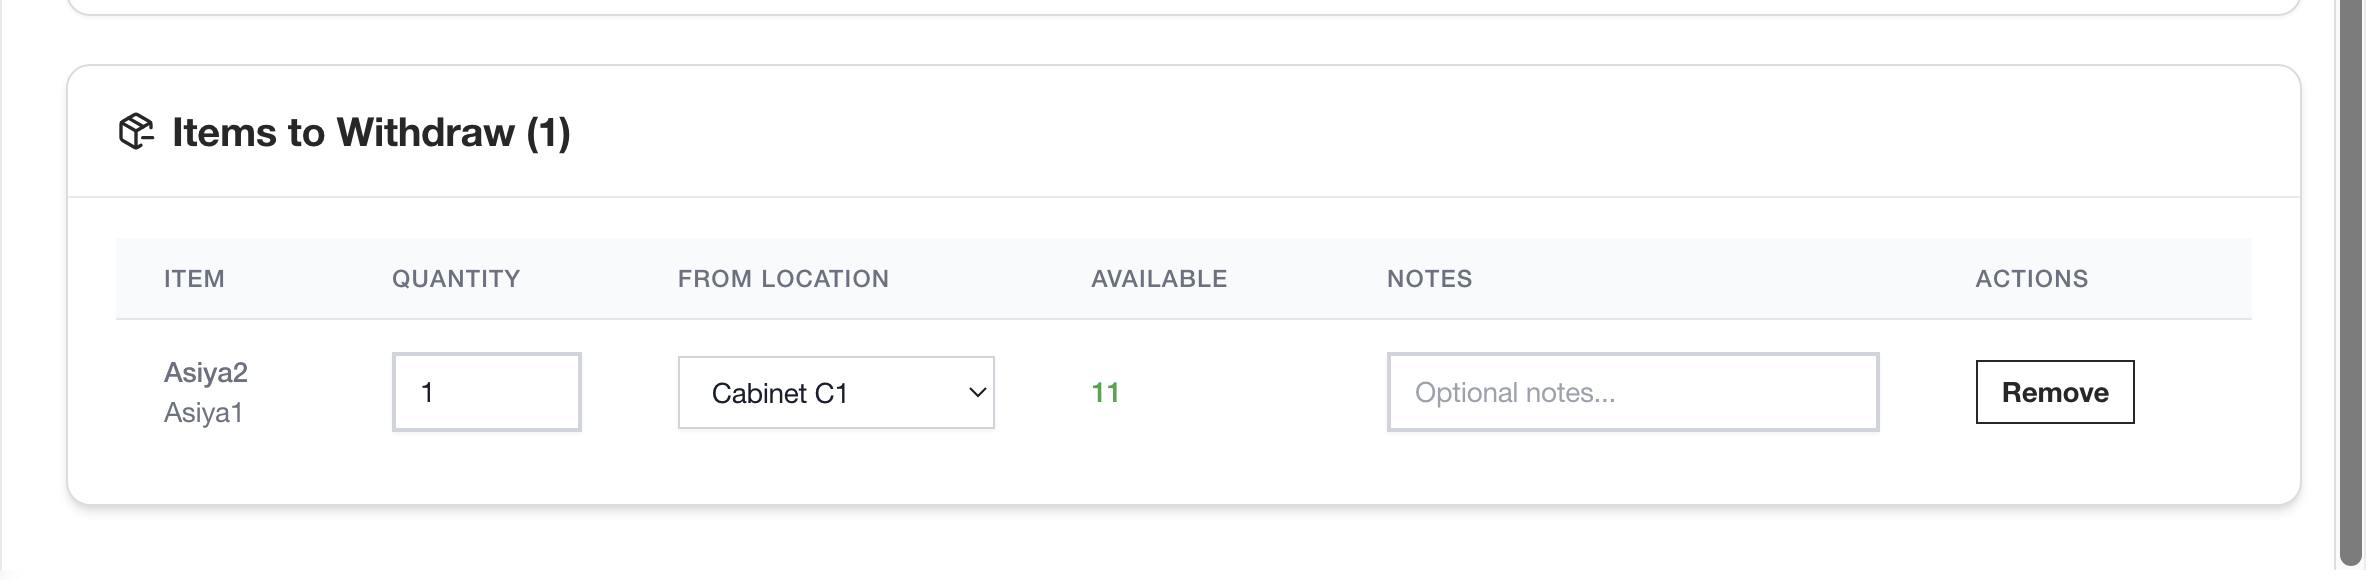 Items to Withdraw (1)
ITEM QUANTITY FROM LOCATION AVAILABLE NOTES ACTIONS
Asiya2
Asiya1
1 Cabinet C1 11 Optional notes... Remove